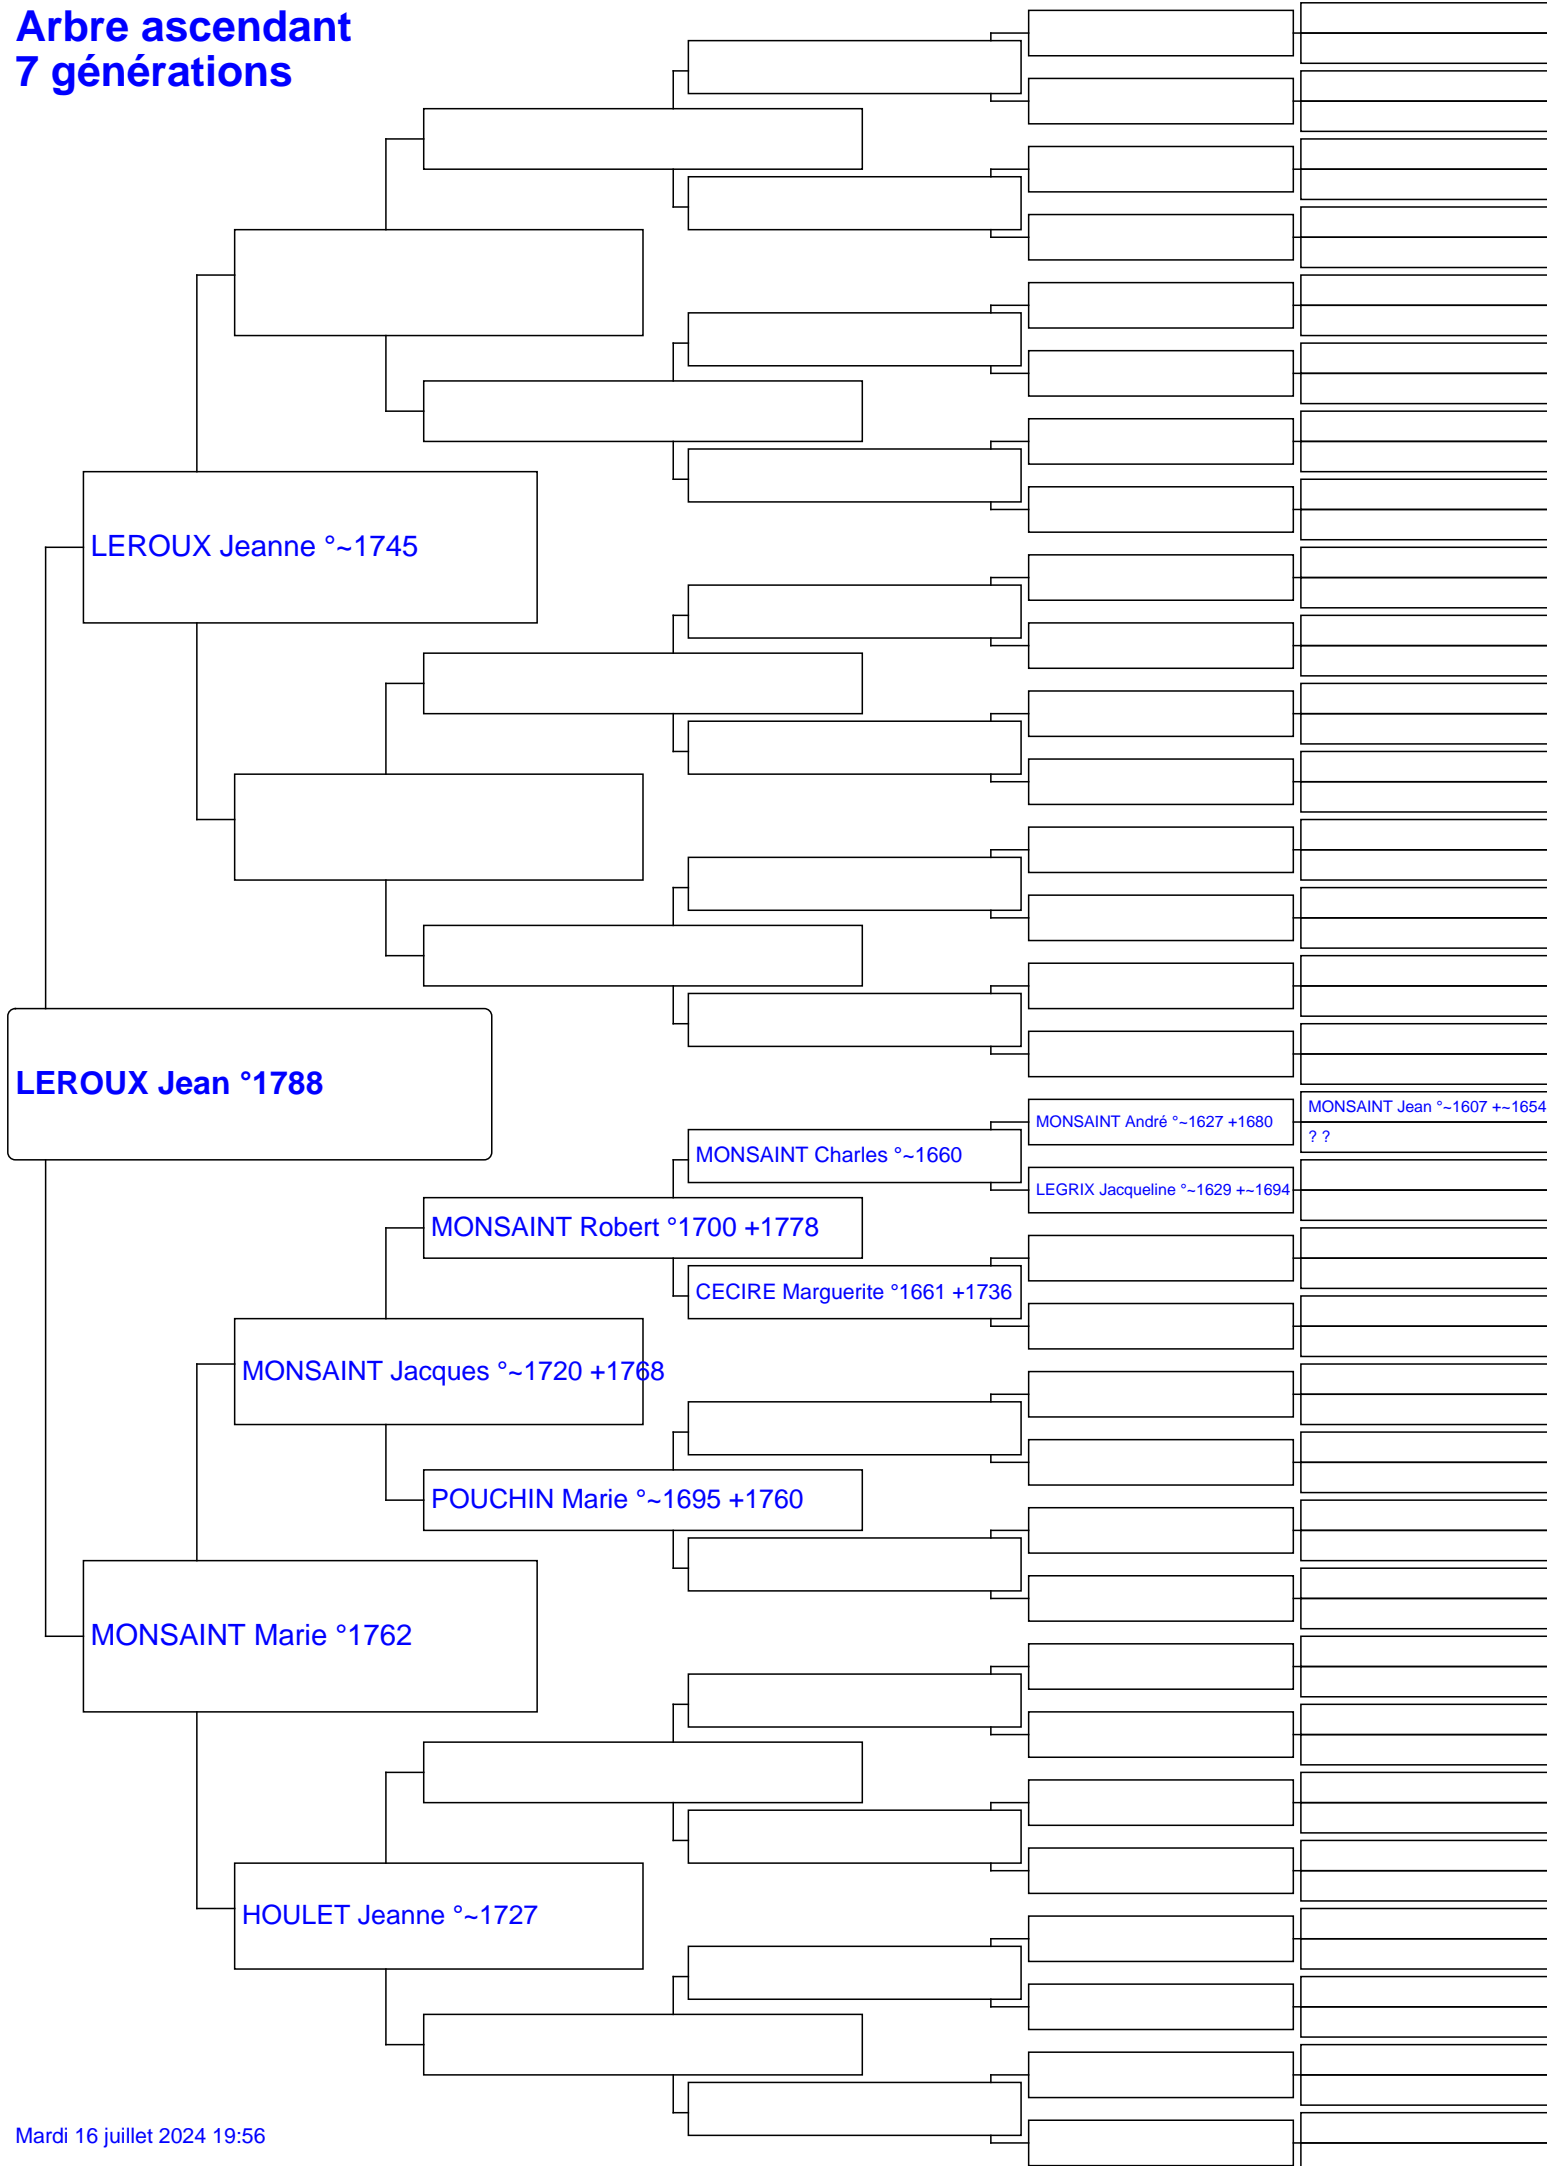 Arbre ascendant
7 générations
LEROUX Jeanne °~1745
LEROUX Jean °1788
MONSAINT André °~1627 +1680
MONSAINT Jean °~1607 +~1654
? ?
MONSAINT Charles °~1660
LEGRIX Jacqueline °~1629 +~1694
MONSAINT Robert °1700 +1778
CECIRE Marguerite °1661 +1736
MONSAINT Jacques °~1720 +1768
POUCHIN Marie °~1695 +1760
MONSAINT Marie °1762
HOULET Jeanne °~1727
Mardi 16 juillet 2024 19:56